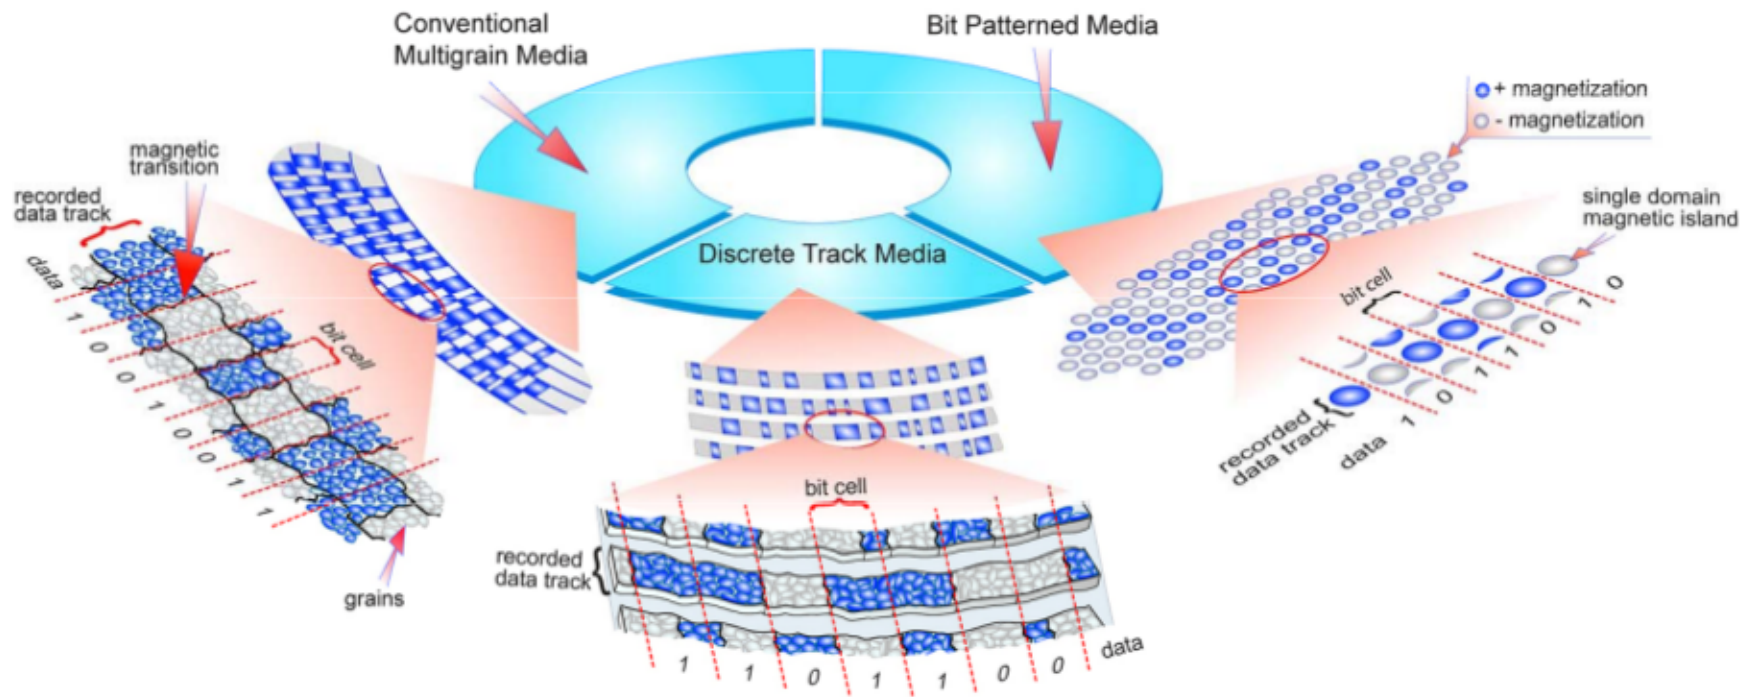 Conventional
Multigrain Media
Bit Patterned Media
+ magnetization
- magnetization
magnetic
transition
recorded
data track
data
1
0
0
1
0
0
1
1
bit cell
grains
Discrete Track Media
single domain
magnetic island
bit cell
recorded
data track
data
1
0
1
1
0
1
0
bit cell
recorded
data track
1
1
0
1
1
0
0
data